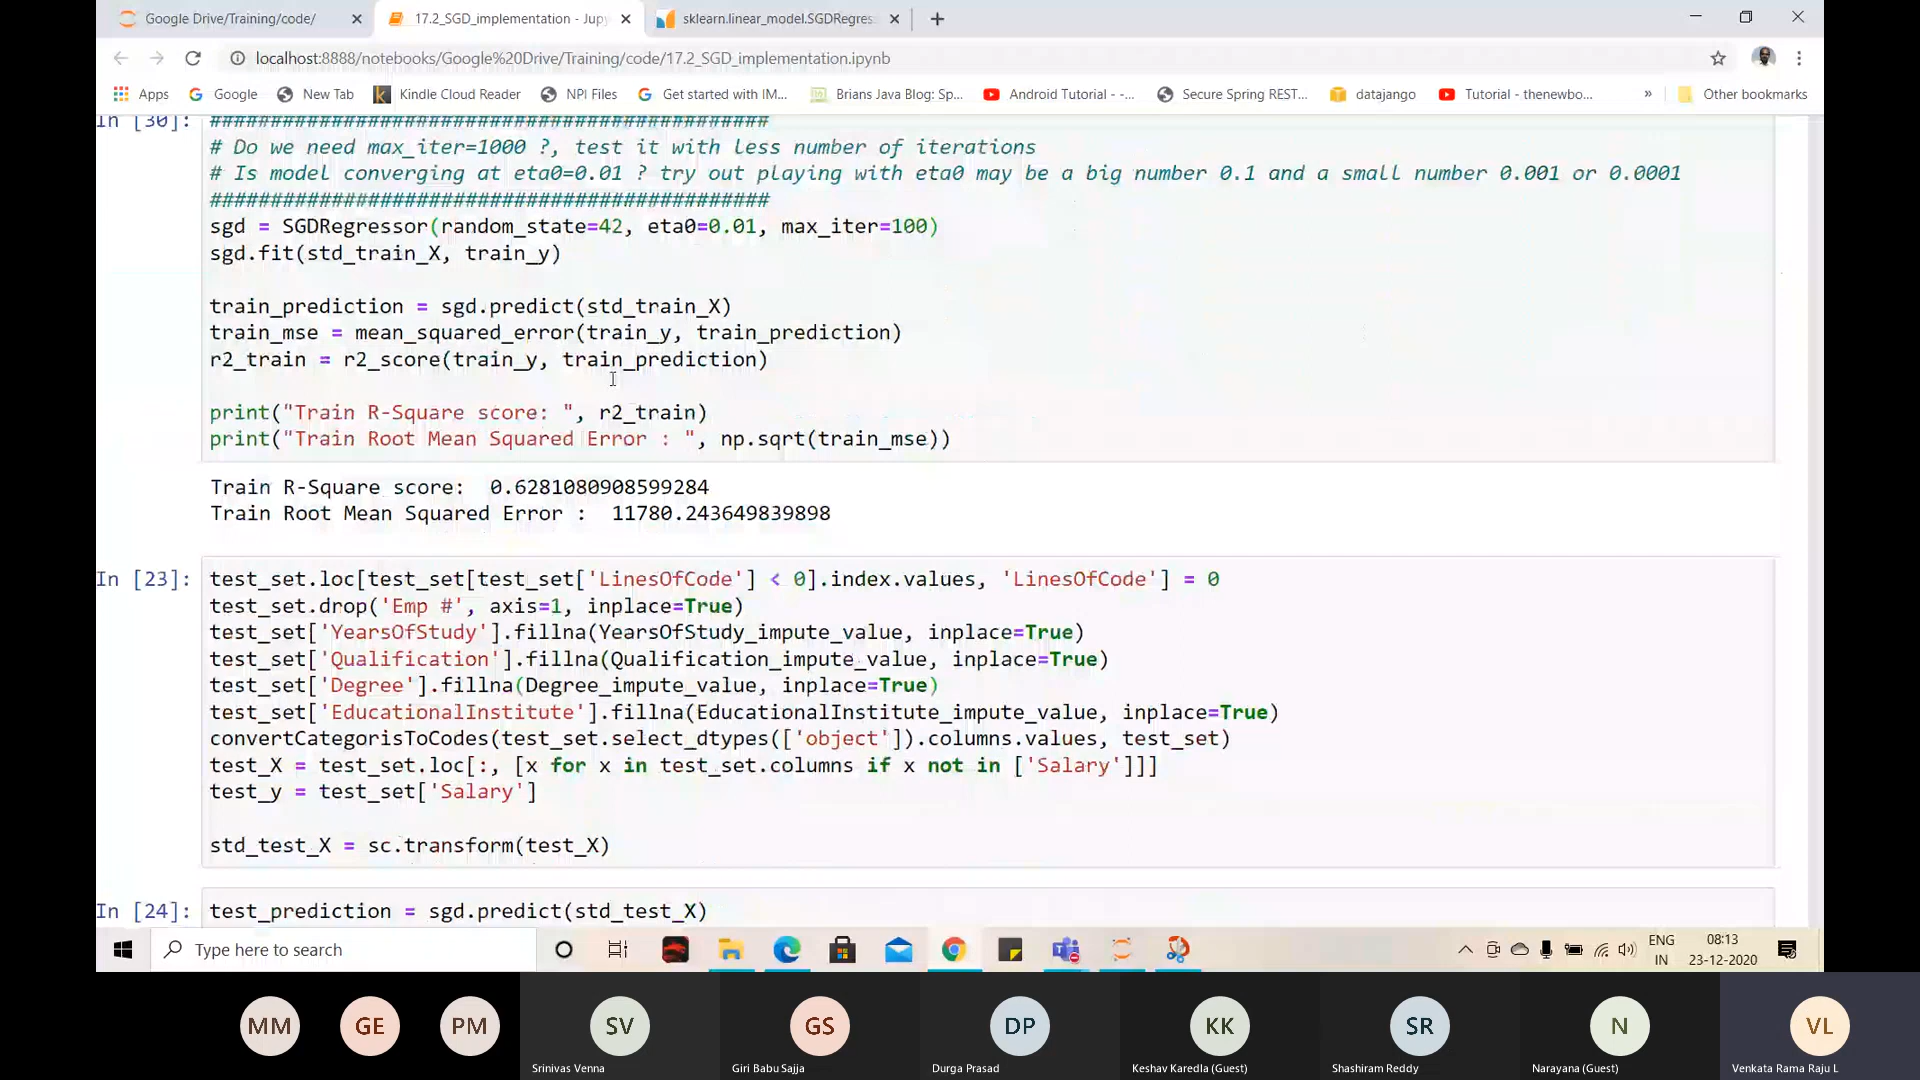 Google Drive/Training/code/
17.2_SGD_implementation - Jupy
sklearn.linear_model.SGDRegres
localhost:8888/notebooks/Google%20Drive/Training/code/17.2_SGD_implementation.ipynb
Apps Google New Tab Kindle Cloud Reader NPI Files Get started with IM... Brians Java Blog: Sp... Android Tutorial - -... Secure Spring REST... datajango Tutorial - thenewbo... » Other bookmarks
In [30]: ##############################################
# Do we need max_iter=1000 ?, test it with less number of iterations
# Is model converging at eta0=0.01 ? try out playing with eta0 may be a big number 0.1 and a small number 0.001 or 0.0001
##############################################
sgd = SGDRegressor(random_state=42, eta0=0.01, max_iter=100)
sgd.fit(std_train_X, train_y)
train_prediction = sgd.predict(std_train_X)
train_mse = mean_squared_error(train_y, train_prediction)
r2_train = r2_score(train_y, train_prediction)
print("Train R-Square score: ", r2_train)
print("Train Root Mean Squared Error : ", np.sqrt(train_mse))
Train R-Square score:  0.6281080908599284
Train Root Mean Squared Error :  11780.243649839898
In [23]: test_set.loc[test_set[test_set['LinesOfCode'] < 0].index.values, 'LinesOfCode'] = 0
test_set.drop('Emp #', axis=1, inplace=True)
test_set['YearsOfStudy'].fillna(YearsOfStudy_impute_value, inplace=True)
test_set['Qualification'].fillna(Qualification_impute_value, inplace=True)
test_set['Degree'].fillna(Degree_impute_value, inplace=True)
test_set['EducationalInstitute'].fillna(EducationalInstitute_impute_value, inplace=True)
convertCategorisToCodes(test_set.select_dtypes(['object']).columns.values, test_set)
test_X = test_set.loc[:, [x for x in test_set.columns if x not in ['Salary']]]
test_y = test_set['Salary']
std_test_X = sc.transform(test_X)
In [24]: test_prediction = sgd.predict(std_test_X)
Type here to search
ENG
IN
08:13
23-12-2020
MM GE PM SV GS DP KK SR N VL
Srinivas Venna Giri Babu Sajja Durga Prasad Keshav Karedla (Guest) Shashiram Reddy Narayana (Guest) Venkata Rama Raju L